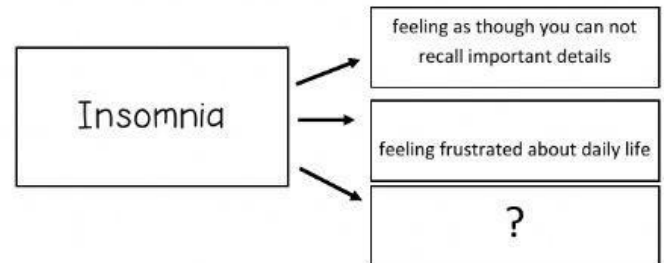 Insomnia
feeling as though you can not
recall important details
feeling frustrated about daily life
?